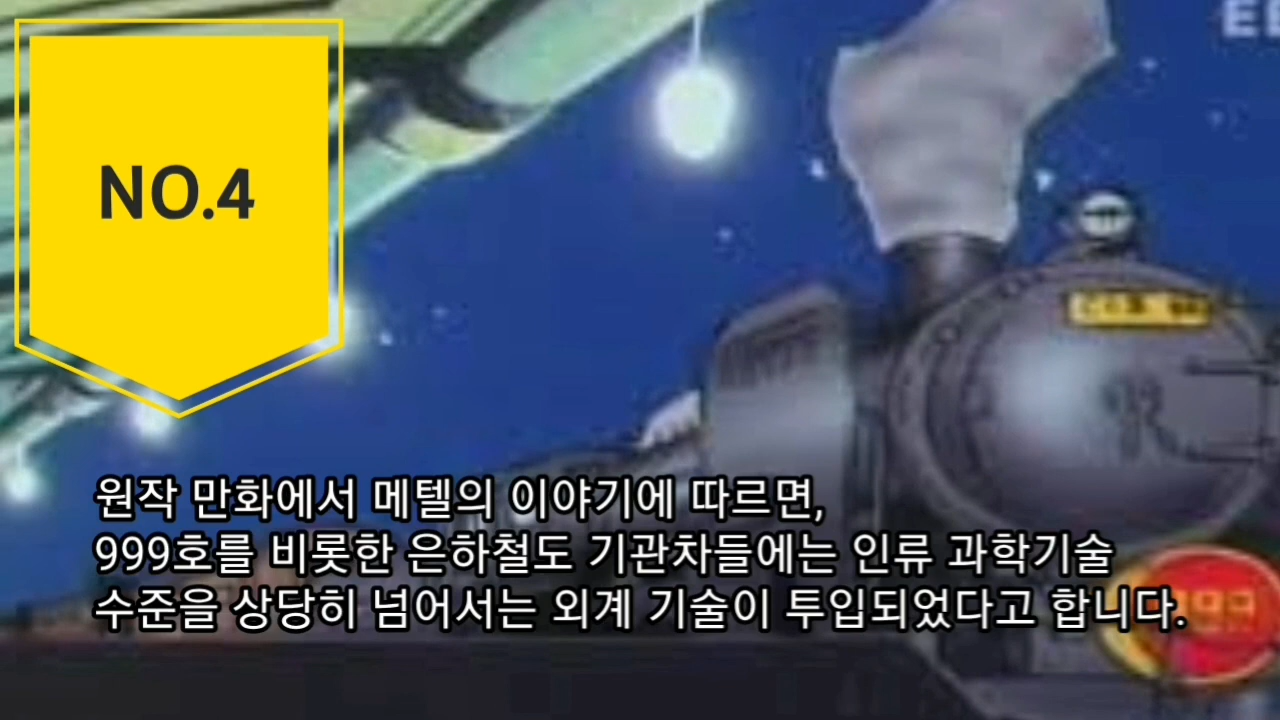 NO.4
원작 만화에서 메텔의 이야기에 따르면,
999호를 비롯한 은하철도 기관차들에는 인류 과학기술
수준을 상당히 넘어서는 외계 기술이 투입되었다고 합니다.
999